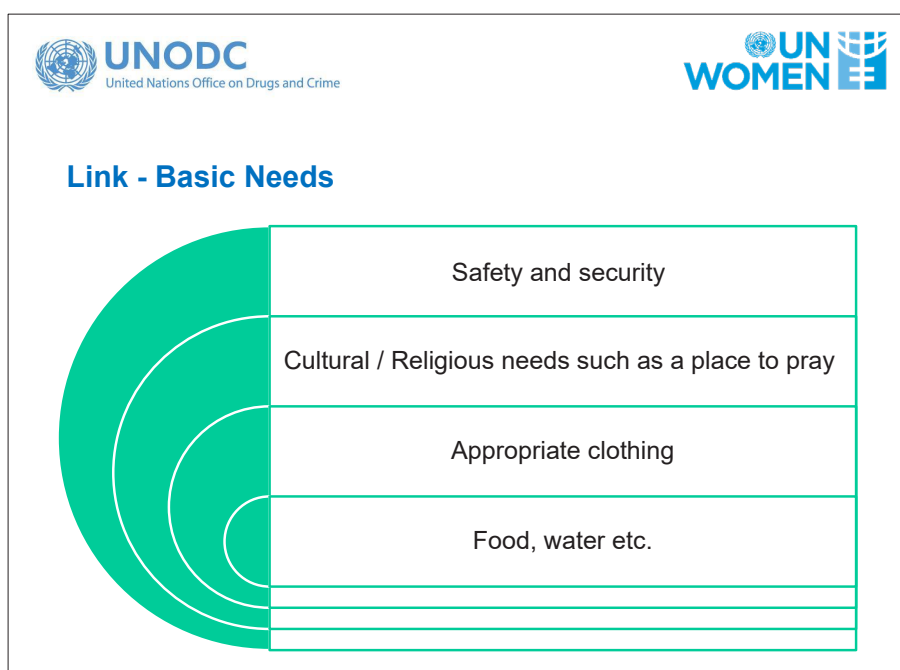 UNODC
United Nations Office on Drugs and Crime
UN
WOMEN
Link - Basic Needs
Safety and security
Cultural / Religious needs such as a place to pray
Appropriate clothing
Food, water etc.